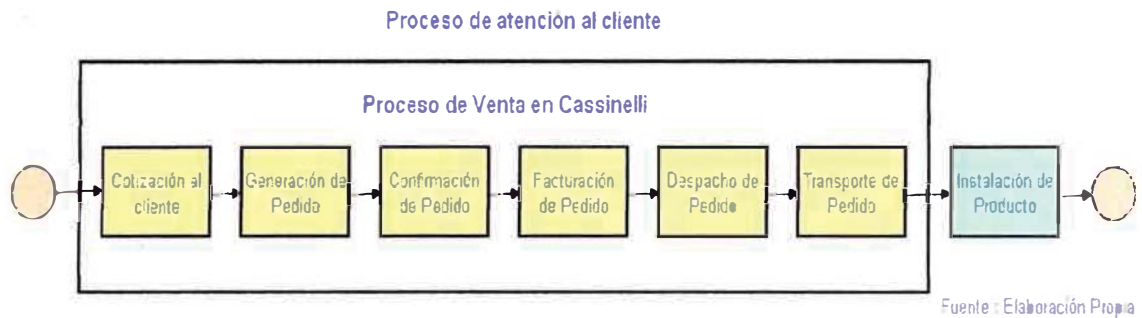 Proceso de atención al cliente
Proceso de Venta en Cassinelli
Cotización al
cliente
Generación de
Pedido
Confirmación
de Pedido
Facturación
de Pedido
Despacho de
Pedido
Transporte de
Pedido
Instalación de
Producto
Fuente : Elaboración Propia